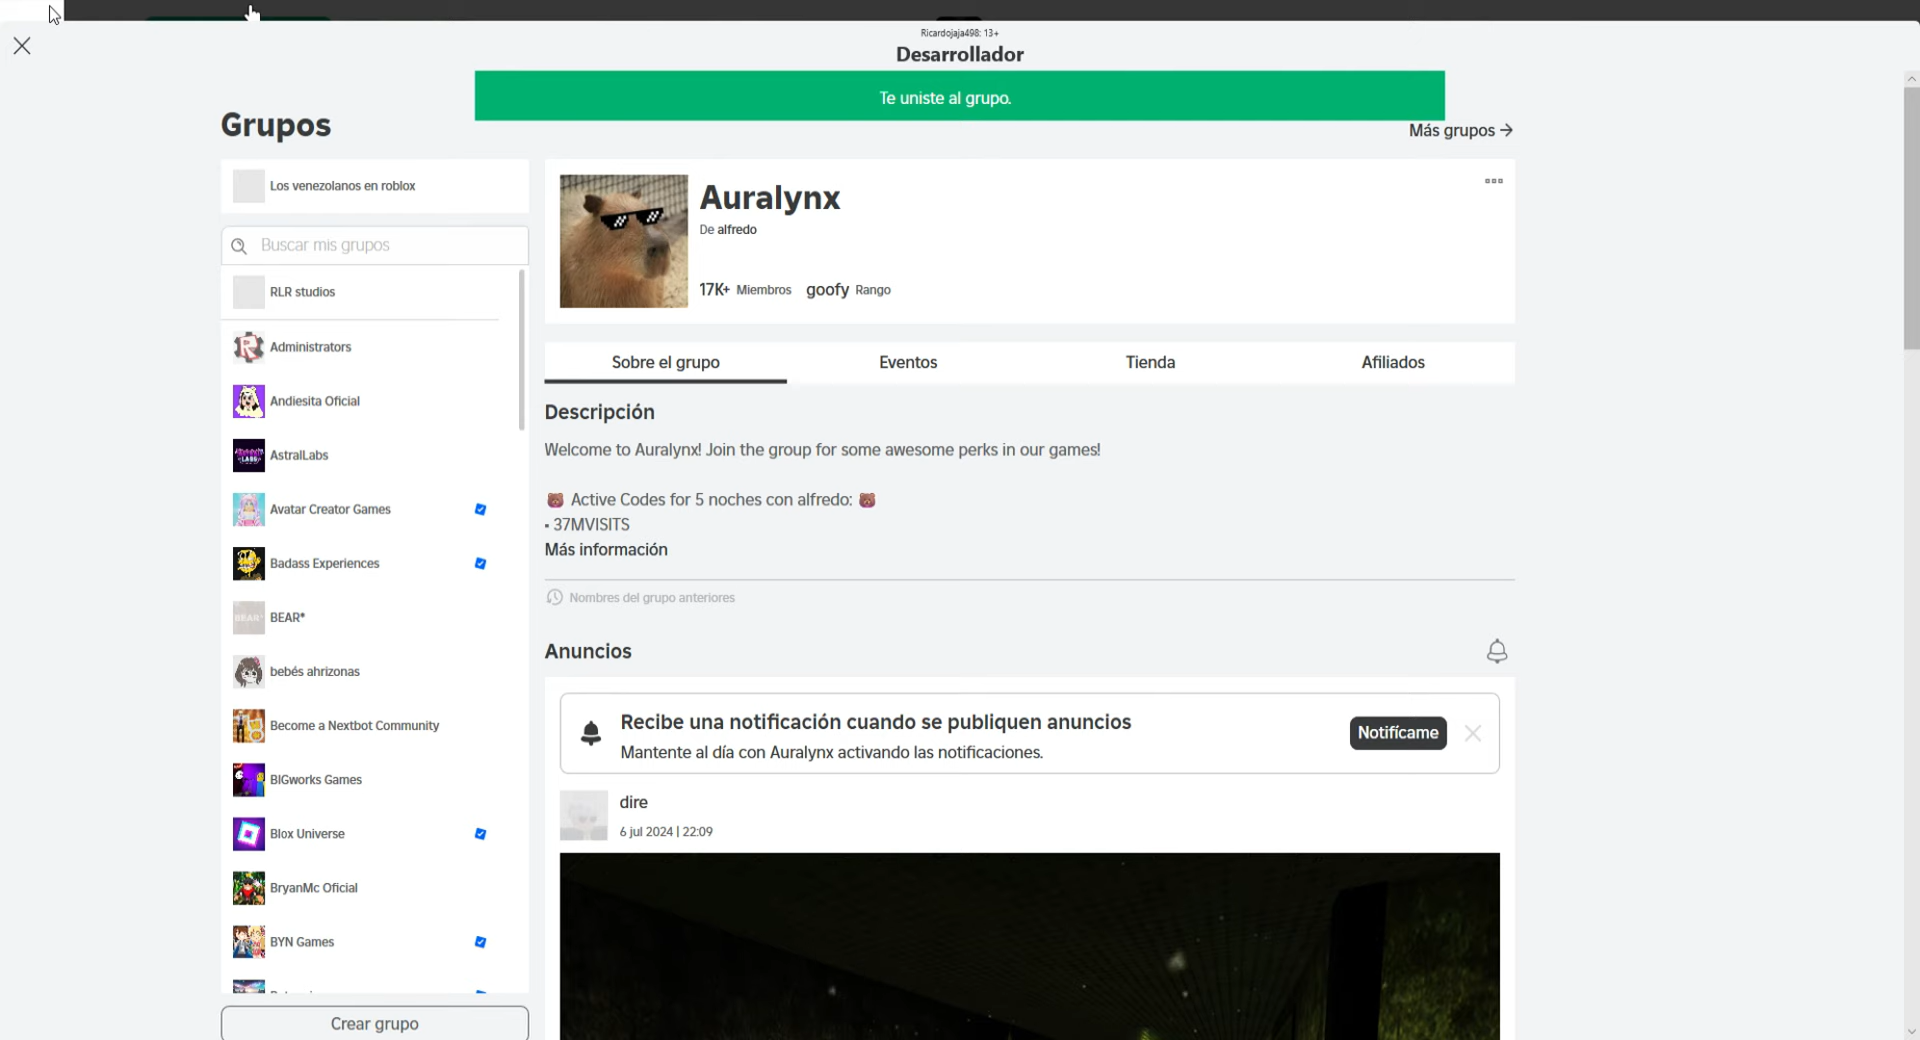 Ricardojaja498: 13+
Desarrollador
Te uniste al grupo.
Grupos
Más grupos →
Los venezolanos en roblox
Buscar mis grupos
RLR studios
Administrators
Andiesita Oficial
AstralLabs
Avatar Creator Games
Badass Experiences
BEAR*
bebés ahrizonas
Become a Nextbot Community
BIGworks Games
Blox Universe
BryanMc Oficial
BYN Games
Crear grupo
Auralynx
De alfredo
17K+ Miembros goofy Rango
Sobre el grupo Eventos Tienda Afiliados
Descripción
Welcome to Auralynx! Join the group for some awesome perks in our games!
🐻 Active Codes for 5 noches con alfredo: 🐻
• 37MVISITS
Más información
Nombres del grupo anteriores
Anuncios
Recibe una notificación cuando se publiquen anuncios
Mantente al día con Auralynx activando las notificaciones.
Notifícame
dire
6 jul 2024 | 22:09